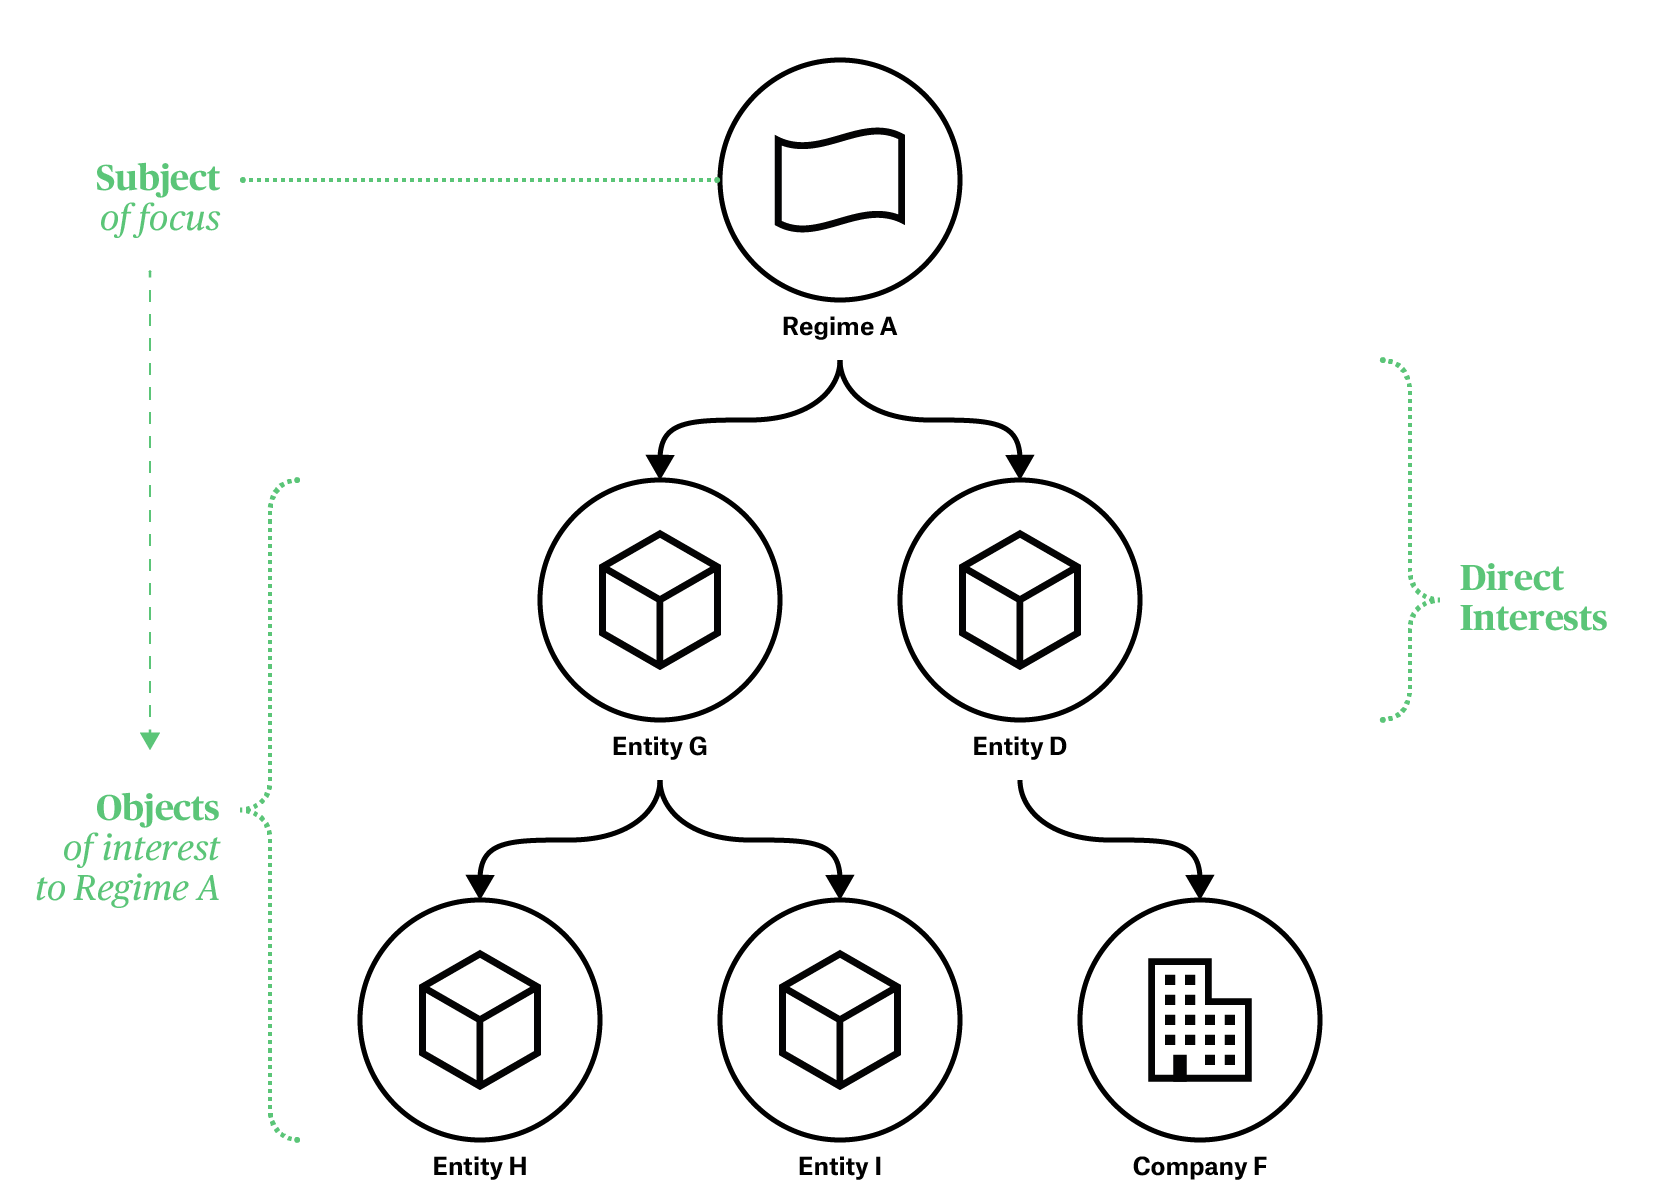 Subject
of focus
Regime A
Direct
Interests
Entity G
Entity D
Objects
of interest
to Regime A
Entity H
Entity I
Company F